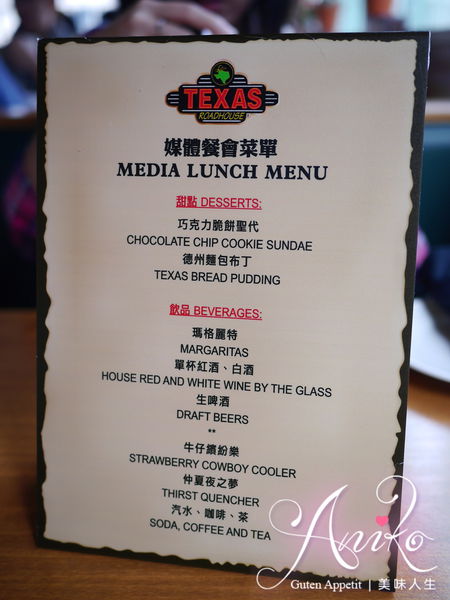 TEXAS
ROADHOUSE
媒體餐會菜單
MEDIA LUNCH MENU
甜點 DESSERTS:
巧克力脆餅聖代
CHOCOLATE CHIP COOKIE SUNDAE
德州麵包布丁
TEXAS BREAD PUDDING
飲品 BEVERAGES:
瑪格麗特
MARGARITAS
單杯紅酒、白酒
HOUSE RED AND WHITE WINE BY THE GLASS
生啤酒
DRAFT BEERS
**
牛仔繽紛樂
STRAWBERRY COWBOY COOLER
仲夏夜之夢
THIRST QUENCHER
汽水、咖啡、茶
SODA, COFFEE AND TEA
Aniko
Guten Appetit | 美味人生